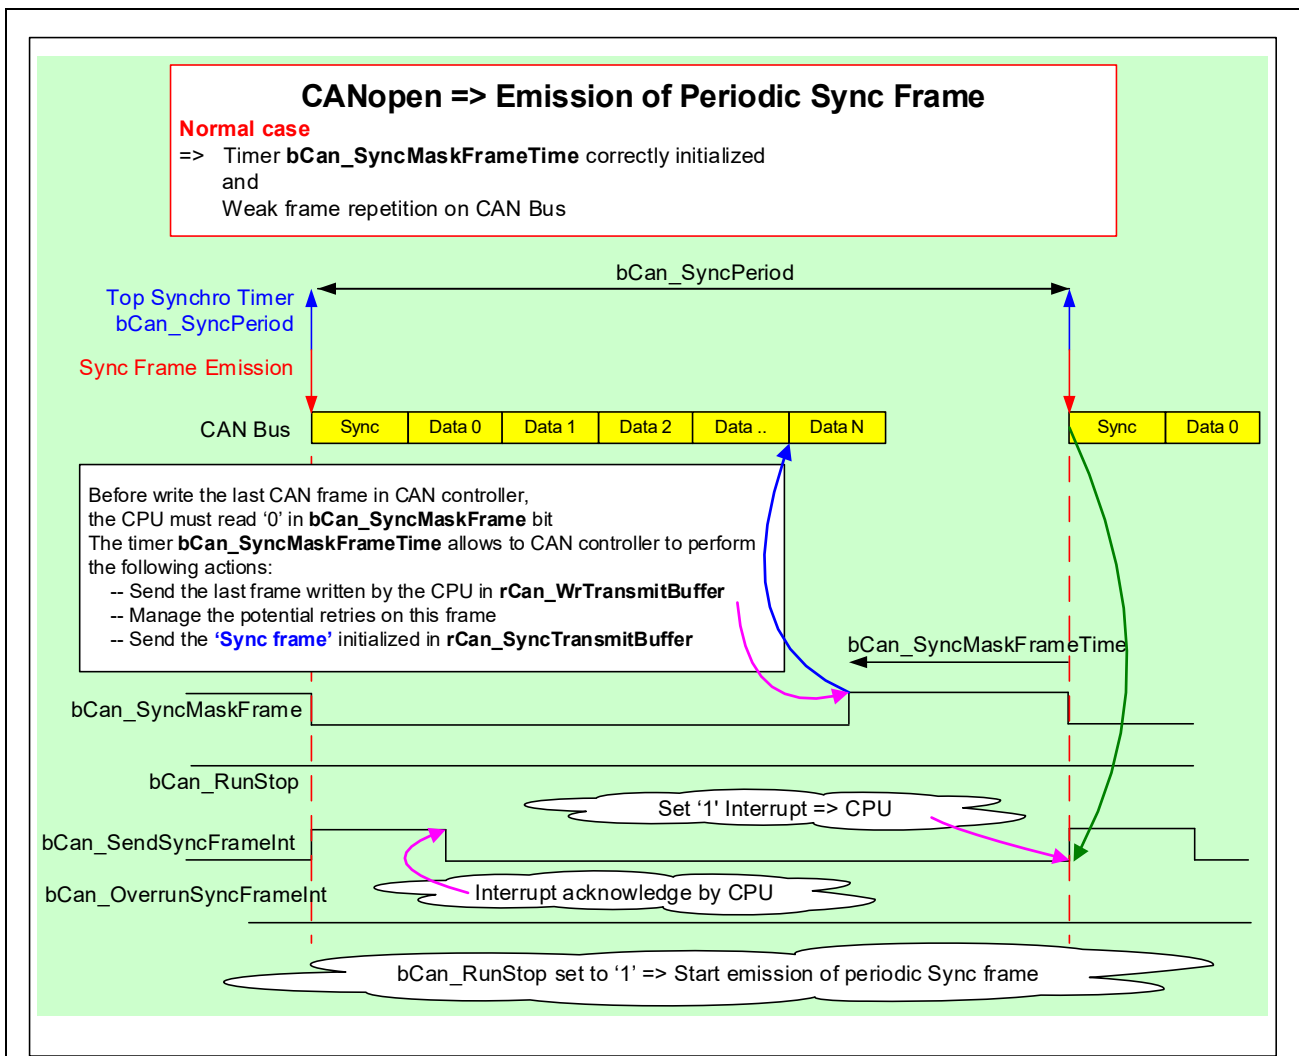 CANopen => Emission of Periodic Sync Frame
Normal case
=> Timer bCan_SyncMaskFrameTime correctly initialized
and
Weak frame repetition on CAN Bus
bCan_SyncPeriod
Top Synchro Timer
bCan_SyncPeriod
Sync Frame Emission
CAN Bus
Sync
Data 0
Data 1
Data 2
Data ..
Data N
Sync
Data 0
Before write the last CAN frame in CAN controller,
the CPU must read ‘0’ in bCan_SyncMaskFrame bit
The timer bCan_SyncMaskFrameTime allows to CAN controller to perform
the following actions:
-- Send the last frame written by the CPU in rCan_WrTransmitBuffer
-- Manage the potential retries on this frame
-- Send the ‘Sync frame’ initialized in rCan_SyncTransmitBuffer
bCan_SyncMaskFrameTime
bCan_SyncMaskFrame
bCan_RunStop
Set ‘1' Interrupt => CPU
bCan_SendSyncFrameInt
Interrupt acknowledge by CPU
bCan_OverrunSyncFrameInt
bCan_RunStop set to ‘1’ => Start emission of periodic Sync frame